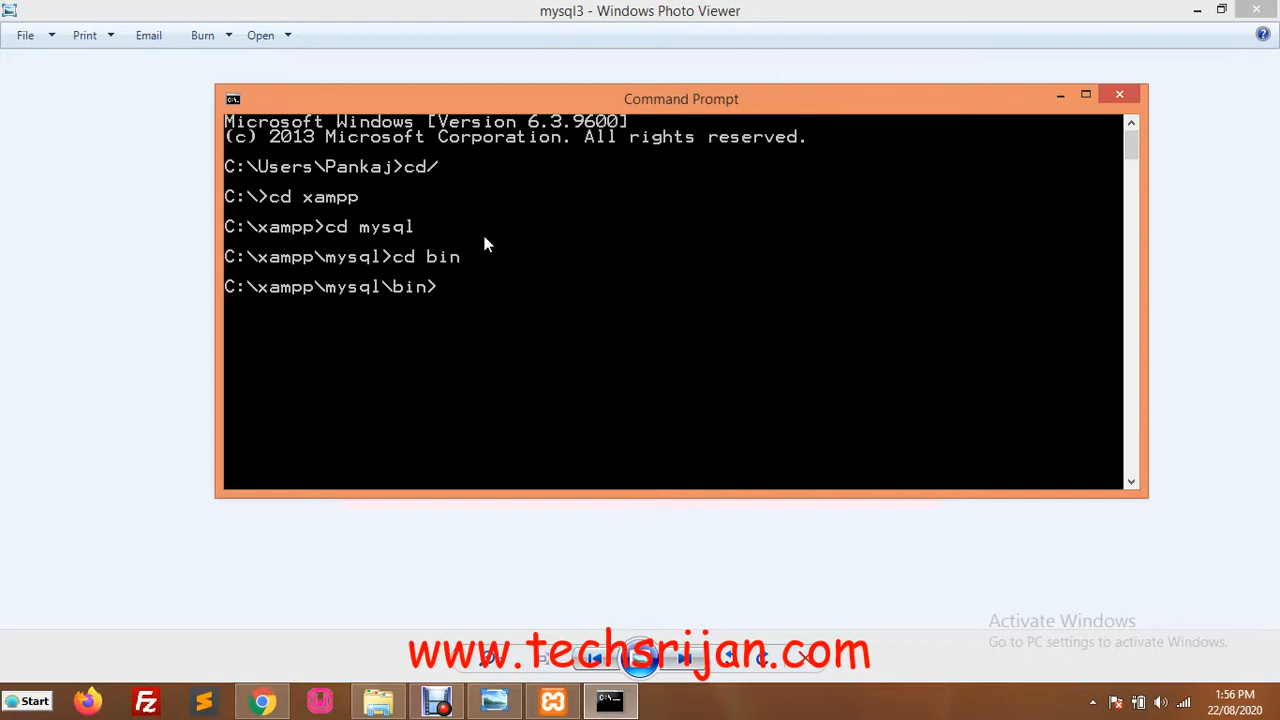 mysql3 - Windows Photo Viewer
File Print Email Burn Open
Command Prompt
Microsoft Windows [Version 6.3.9600]
(c) 2013 Microsoft Corporation. All rights reserved.
C:\Users\Pankaj>cd/
C:\>cd xampp
C:\xampp>cd mysql
C:\xampp\mysql>cd bin
C:\xampp\mysql\bin>
Activate Windows
Go to PC settings to activate Windows.
www.techsrijan.com
Start
1:56 PM
22/08/2020